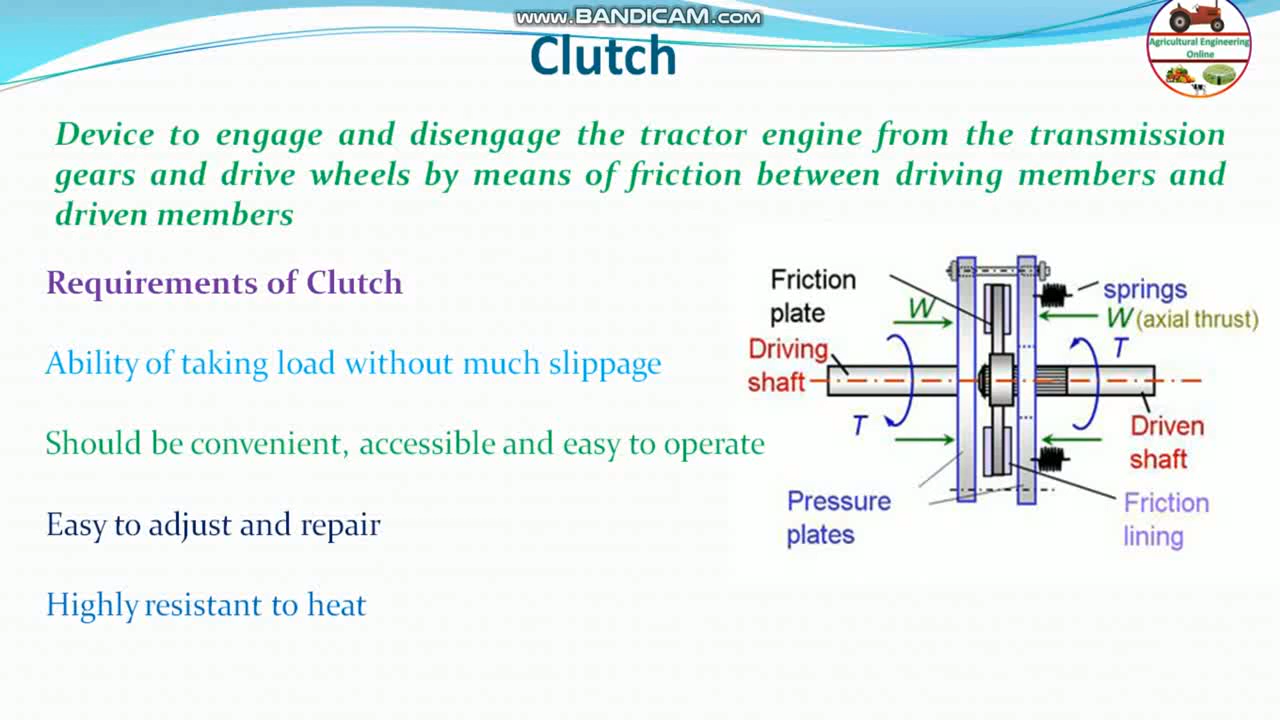 www.BANDICAM.com
Clutch
Agricultural Engineering
Online
Device to engage and disengage the tractor engine from the transmission
gears and drive wheels by means of friction between driving members and
driven members
Requirements of Clutch
Ability of taking load without much slippage
Should be convenient, accessible and easy to operate
Easy to adjust and repair
Highly resistant to heat
Friction
plate
W
springs
W (axial thrust)
Driving
shaft
T
T
Driven
shaft
Pressure
plates
Friction
lining